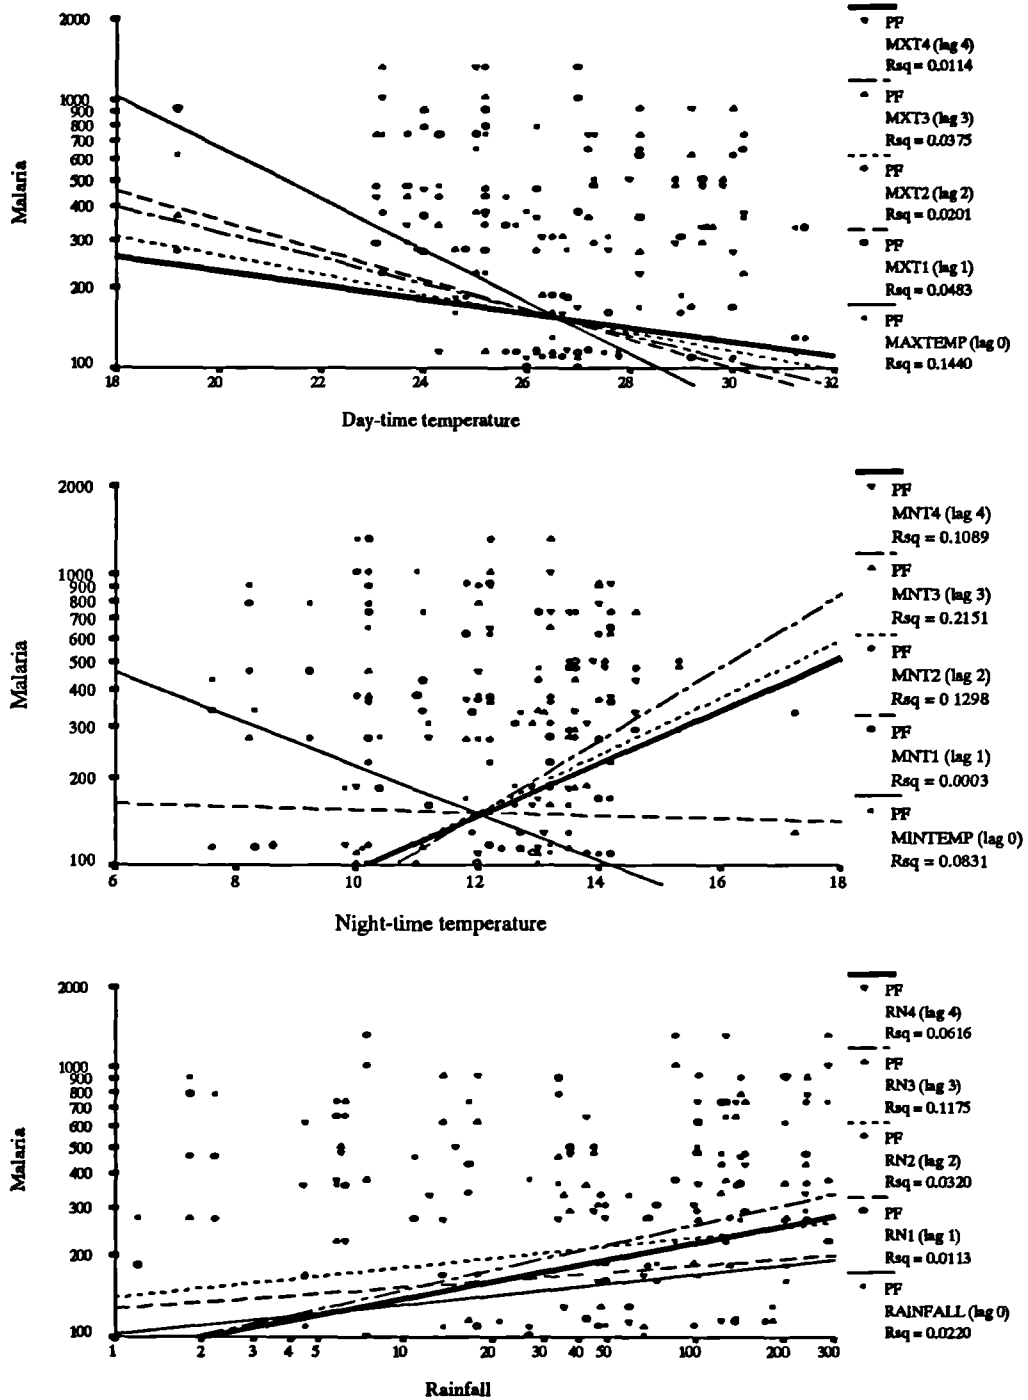 2000
1000
900
800
700
600
500
400
300
200
100
Malaria
18 20 22 24 26 28 30 32
Day-time temperature
PF
MXT4 (lag 4)
Rsq = 0.0114
PF
MXT3 (lag 3)
Rsq = 0.0375
PF
MXT2 (lag 2)
Rsq = 0.0201
PF
MXT1 (lag 1)
Rsq = 0.0483
PF
MAXTEMP (lag 0)
Rsq = 0.1440
2000
1000
900
800
700
600
500
400
300
200
100
Malaria
6 8 10 12 14 16 18
Night-time temperature
PF
MNT4 (lag 4)
Rsq = 0.1089
PF
MNT3 (lag 3)
Rsq = 0.2151
PF
MNT2 (lag 2)
Rsq = 0 1298
PF
MNT1 (lag 1)
Rsq = 0.0003
PF
MINTEMP (lag 0)
Rsq = 0.0831
2000
1000
900
800
700
600
500
400
300
200
100
Malaria
1 2 3 4 5 10 20 30 40 50 100 200 300
Rainfall
PF
RN4 (lag 4)
Rsq = 0.0616
PF
RN3 (lag 3)
Rsq = 0.1175
PF
RN2 (lag 2)
Rsq = 0.0320
PF
RN1 (lag 1)
Rsq = 0.0113
PF
RAINFALL (lag 0)
Rsq = 0.0220